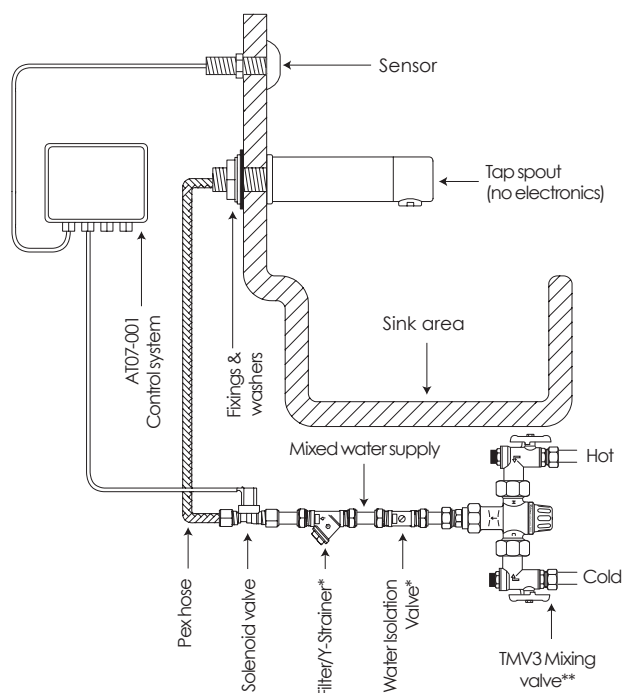 Sensor
Tap spout
(no electronics)
AT07-001
Control system
Fixings &
washers
Sink area
Mixed water supply
Hot
Cold
Pex hose
Solenoid valve
Filter/Y-Strainer*
Water Isolation
Valve*
TMV3 Mixing
valve**